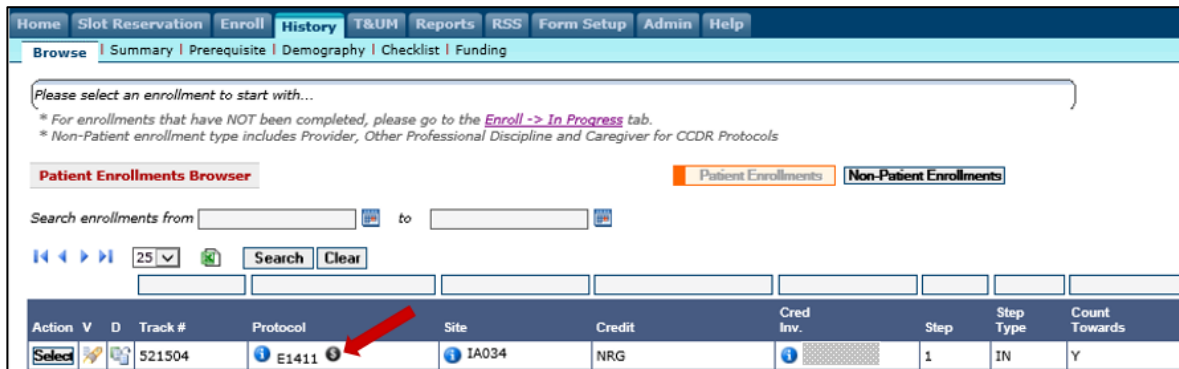 Home Slot Reservation Enroll History T&UM Reports RSS Form Setup Admin Help
Browse | Summary | Prerequisite | Demography | Checklist | Funding
Please select an enrollment to start with...
* For enrollments that have NOT been completed, please go to the Enroll -> In Progress tab.
* Non-Patient enrollment type includes Provider, Other Professional Discipline and Caregiver for CCDR Protocols
Patient Enrollments Browser Patient Enrollments Non-Patient Enrollments
Search enrollments from to
25 Search Clear
Action V D Track # Protocol Site Credit Cred Inv. Step Step Type Count Towards
Select 521504 E1411 $ IA034 NRG 1 IN Y